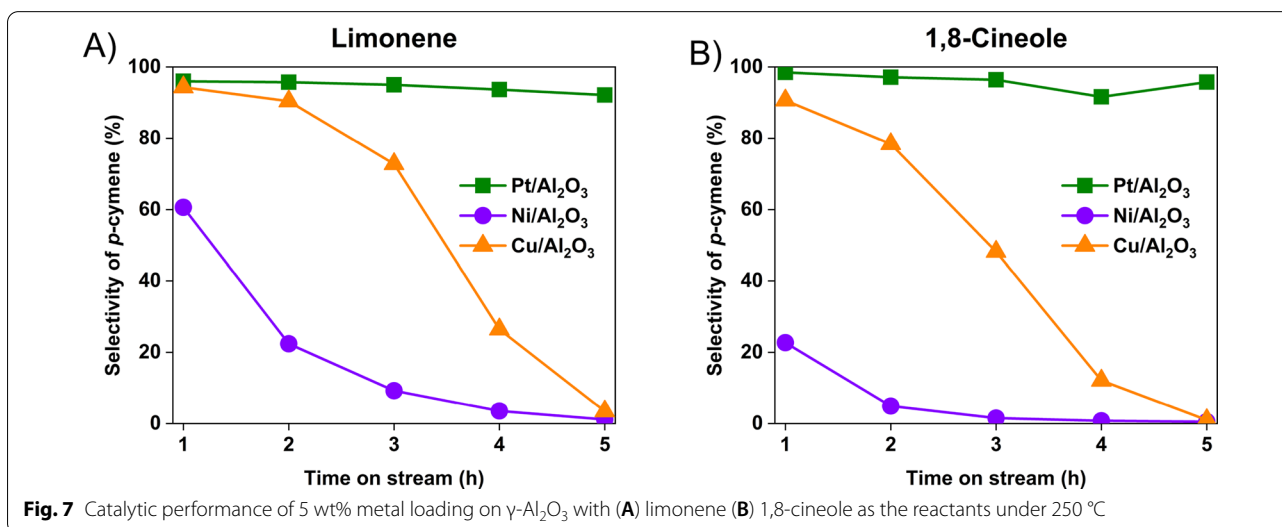 A)
Limonene
Selectivity of p-cymene (%)
100
80
60
40
20
0
Pt/Al₂O₃
Ni/Al₂O₃
Cu/Al₂O₃
1 2 3 4 5
Time on stream (h)
B)
1,8-Cineole
Selectivity of p-cymene (%)
100
80
60
40
20
0
Pt/Al₂O₃
Ni/Al₂O₃
Cu/Al₂O₃
1 2 3 4 5
Time on stream (h)
Fig. 7 Catalytic performance of 5 wt% metal loading on γ-Al₂O₃ with (A) limonene (B) 1,8-cineole as the reactants under 250 °C